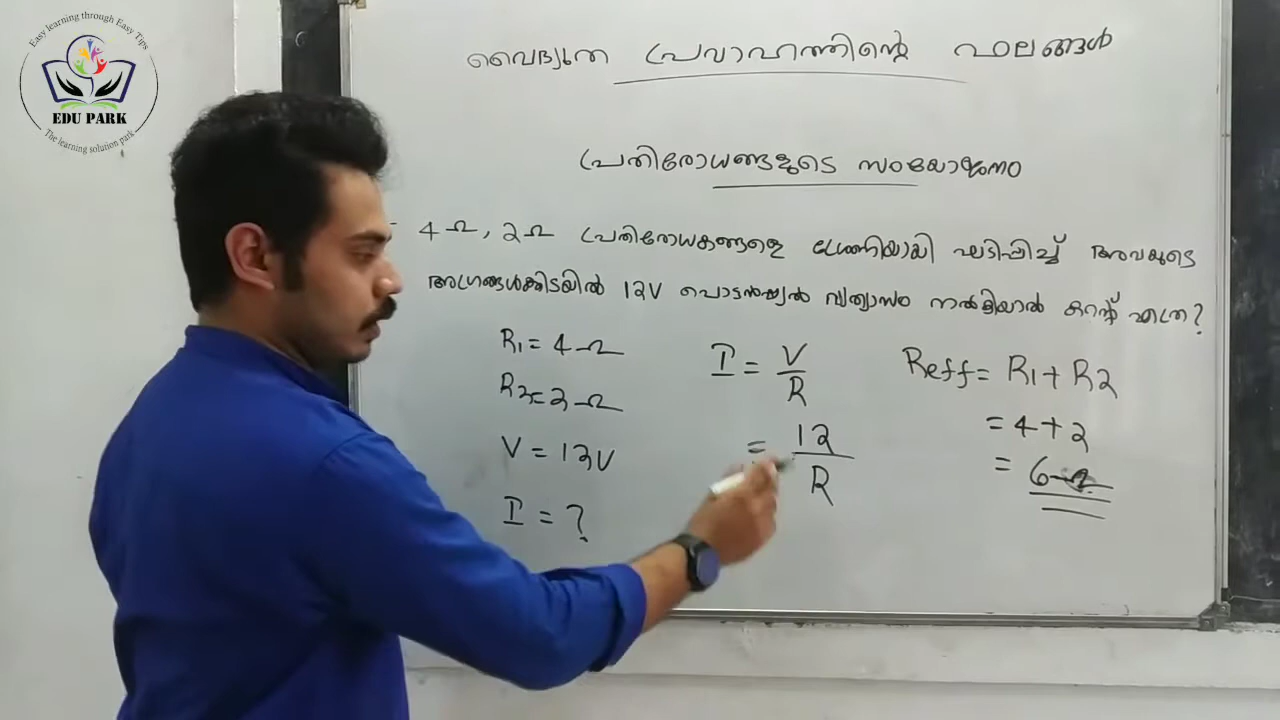 Easy learning through Easy Tips
EDU PARK
The learning solution park
വൈദ്യുത പ്രവാഹത്തിന്റെ ഫലങ്ങൾ
പ്രതിരോധങ്ങളുടെ സംയോജനം
4Ω, 2Ω പ്രതിരോധകങ്ങളെ ശ്രേണിയായി ഘടിപ്പിച്ച് അവയുടെ
അഗ്രങ്ങൾക്കിടയിൽ 12V പൊട്ടൻഷ്യൽ വ്യത്യാസം നൽകിയാൽ കറന്റ് എത്ര?
R1 = 4Ω
R2 = 2Ω
V = 12V
I = ?
I = V/R
= 12/R
Reff = R1 + R2
= 4 + 2
= 6Ω